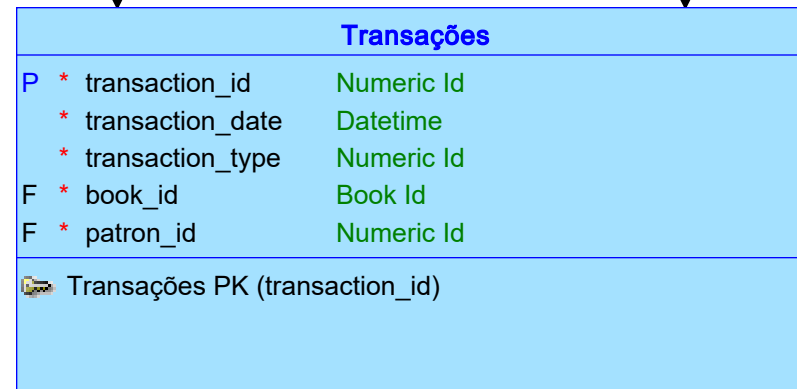 Transações
P * transaction_id Numeric Id
* transaction_date Datetime
* transaction_type Numeric Id
F * book_id Book Id
F * patron_id Numeric Id
Transações PK (transaction_id)